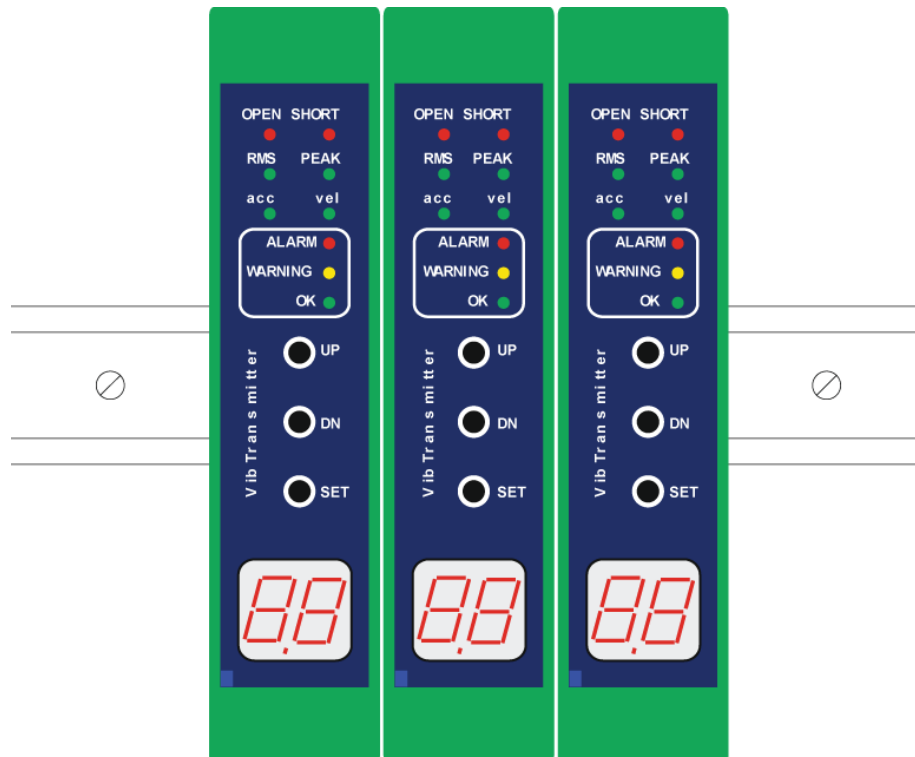 OPEN SHORT
RMS PEAK
acc vel
ALARM
WARNING
OK
UP
DN
SET
Vib Transmitter
8.8
OPEN SHORT
RMS PEAK
acc vel
ALARM
WARNING
OK
UP
DN
SET
Vib Transmitter
8.8
OPEN SHORT
RMS PEAK
acc vel
ALARM
WARNING
OK
UP
DN
SET
Vib Transmitter
8.8